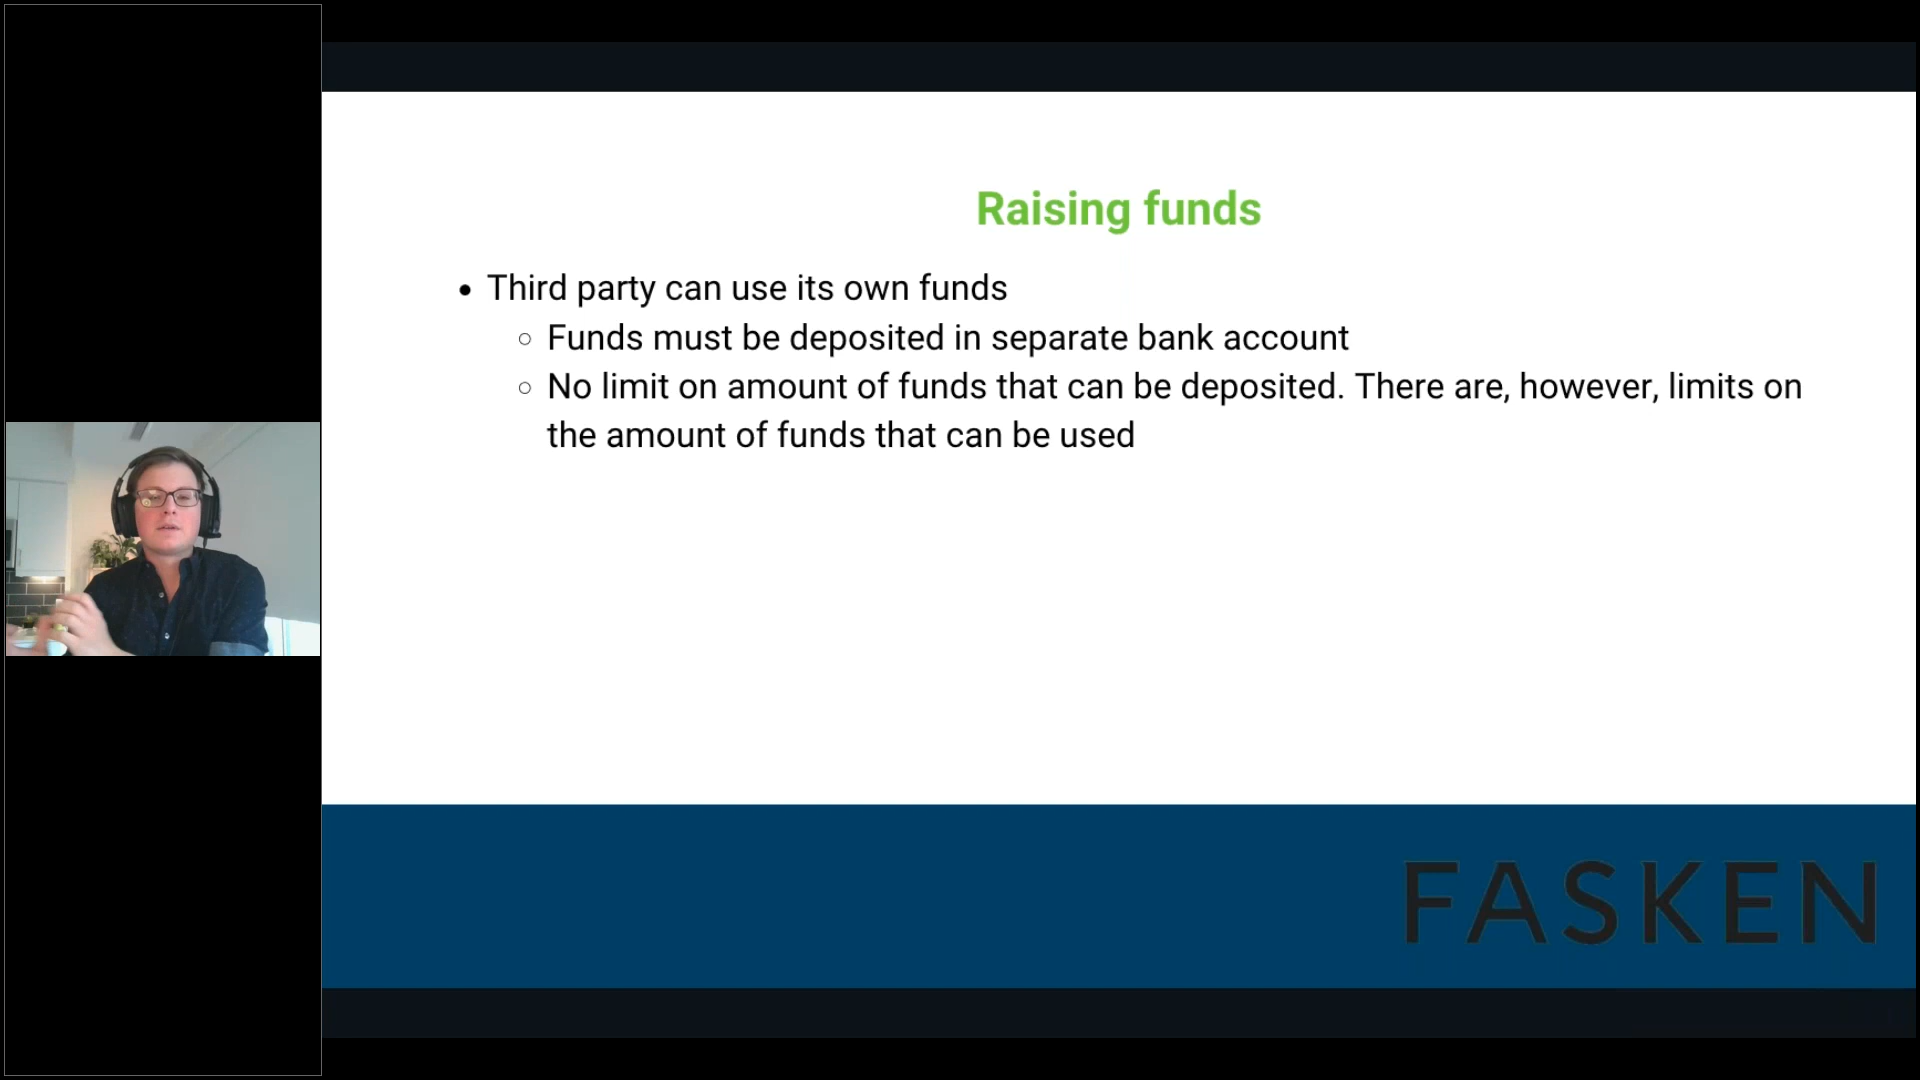 Raising funds
• Third party can use its own funds
○ Funds must be deposited in separate bank account
○ No limit on amount of funds that can be deposited. There are, however, limits on
the amount of funds that can be used
FASKEN